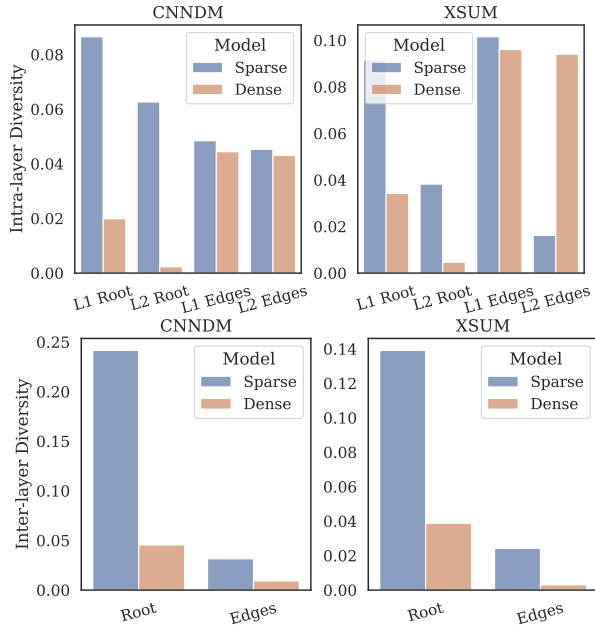 CNNDM
Intra-layer Diversity
0.08
0.06
0.04
0.02
0.00
Model
Sparse
Dense
L1 Root
L2 Root
L1 Edges
L2 Edges
XSUM
0.10
0.08
0.06
0.04
0.02
0.00
Model
Sparse
Dense
L1 Root
L2 Root
L1 Edges
L2 Edges
CNNDM
Inter-layer Diversity
0.25
0.20
0.15
0.10
0.05
0.00
Model
Sparse
Dense
Root
Edges
XSUM
0.14
0.12
0.10
0.08
0.06
0.04
0.02
0.00
Model
Sparse
Dense
Root
Edges